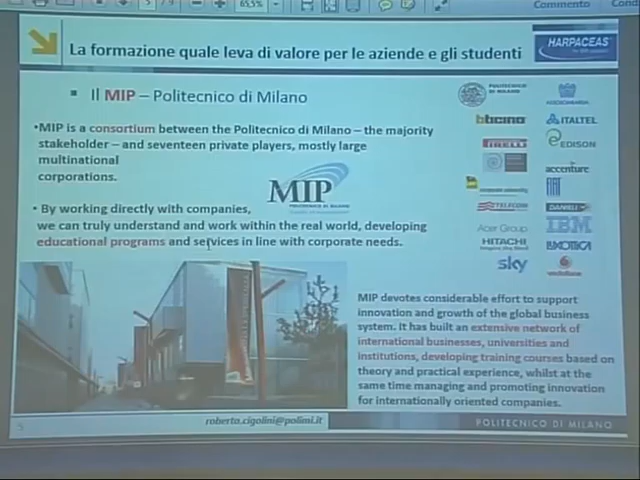 65,5%
Commento
La formazione quale leva di valore per le aziende e gli studenti
HARPACEAS
▪ Il MIP – Politecnico di Milano
•MIP is a consortium between the Politecnico di Milano – the majority
stakeholder – and seventeen private players, mostly large
multinational
corporations.
MIP
POLITECNICO DI MILANO
• By working directly with companies,
we can truly understand and work within the real world, developing
educational programs and services in line with corporate needs.
POLITECNICO
DI MILANO
bticino
ITALTEL
PIRELLI
EDISON
accenture
FIAT
TELECOM
DANIELI
Acer Group
IBM
HITACHI
LUXOTTICA
sky
vodafone
MIP devotes considerable effort to support
innovation and growth of the global business
system. It has built an extensive network of
international businesses, universities and
institutions, developing training courses based on
theory and practical experience, whilst at the
same time managing and promoting innovation
for internationally oriented companies.
5
roberto.cigolini@polimi.it
POLITECNICO DI MILANO